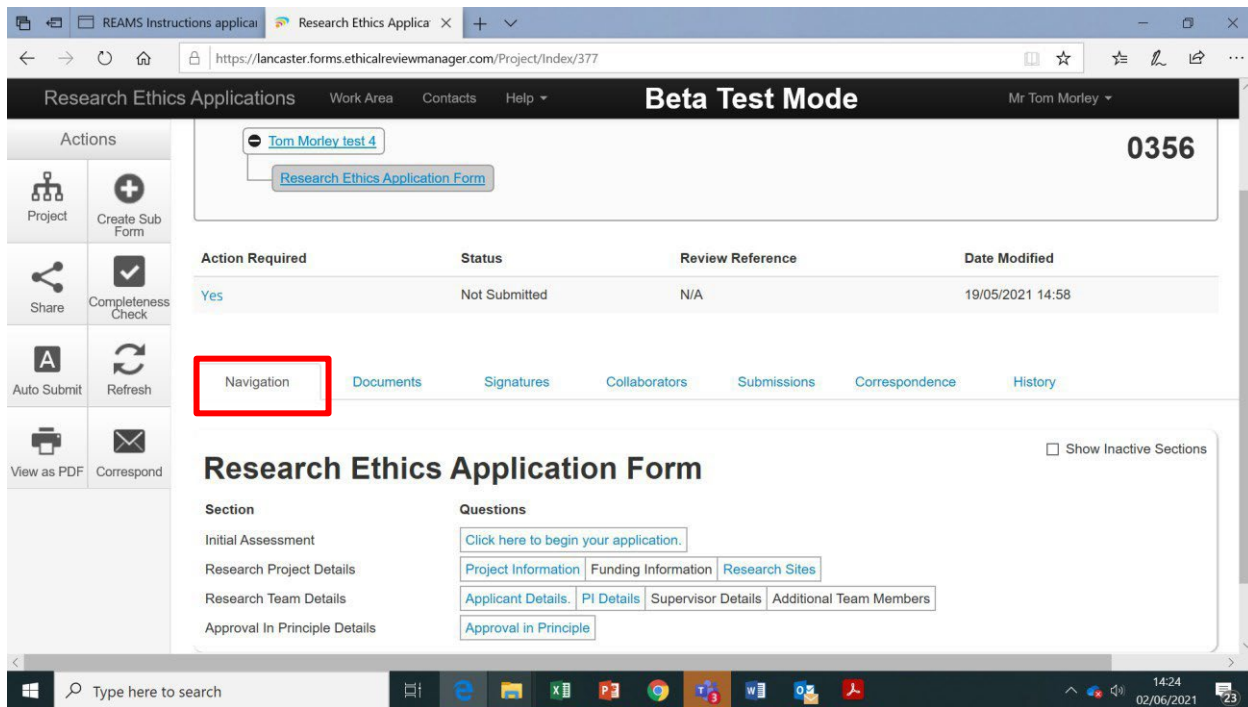 REAMS Instructions applicai
Research Ethics Applica
https://lancaster.forms.ethicalreviewmanager.com/Project/Index/377
Research Ethics Applications Work Area Contacts Help Beta Test Mode Mr Tom Morley
Actions
Tom Morley test 4
0356
Research Ethics Application Form
Project
Create Sub Form
Action Required Status Review Reference Date Modified
Yes Not Submitted N/A 19/05/2021 14:58
Share
Completeness Check
Navigation Documents Signatures Collaborators Submissions Correspondence History
A
Auto Submit Refresh
Show Inactive Sections
View as PDF Correspond
Research Ethics Application Form
Section Questions
Initial Assessment Click here to begin your application.
Research Project Details Project Information Funding Information Research Sites
Research Team Details Applicant Details. PI Details Supervisor Details Additional Team Members
Approval In Principle Details Approval in Principle
Type here to search
14:24
02/06/2021
23